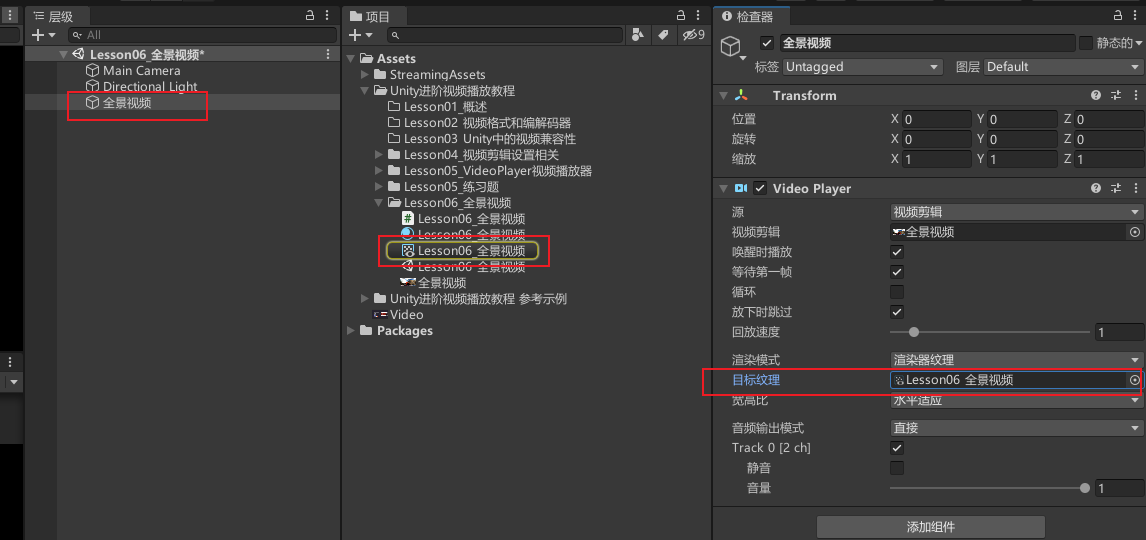 层级
All
Lesson06_全景视频*
Main Camera
Directional Light
全景视频
项目
9
Assets
StreamingAssets
Unity进阶视频播放教程
Lesson01_概述
Lesson02 视频格式和编解码器
Lesson03 Unity中的视频兼容性
Lesson04_视频剪辑设置相关
Lesson05_VideoPlayer视频播放器
Lesson05_练习题
Lesson06_全景视频
Lesson06_全景视频
Lesson06_全景视频
Lesson06_全景视频
Lesson06_全景视频
全景视频
Unity进阶视频播放教程 参考示例
Video
Packages
检查器
全景视频 静态的
标签 Untagged 图层 Default
Transform
位置 X 0 Y 0 Z 0
旋转 X 0 Y 0 Z 0
缩放 X 1 Y 1 Z 1
Video Player
源 视频剪辑
视频剪辑 全景视频
唤醒时播放
等待第一帧
循环
放下时跳过
回放速度 1
渲染模式 渲染器纹理
目标纹理 Lesson06_全景视频
宽高比 水平适应
音频输出模式 直接
Track 0 [2 ch]
静音
音量 1
添加组件